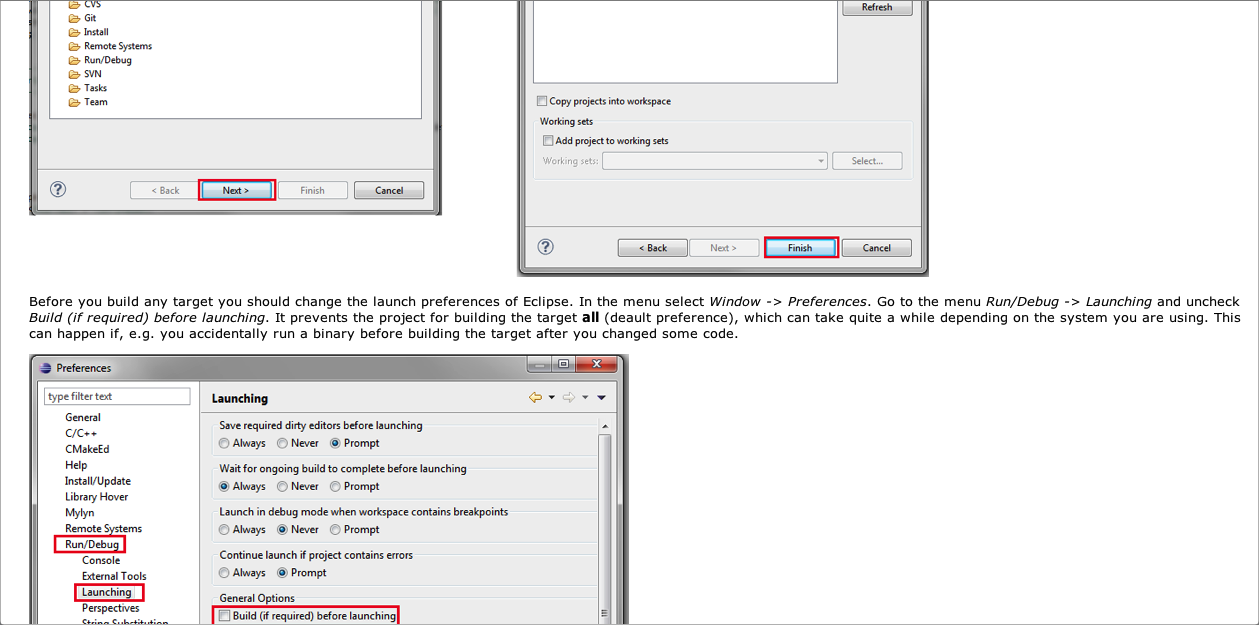 CVS
Git
Install
Remote Systems
Run/Debug
SVN
Tasks
Team
?
< Back Next > Finish Cancel
Refresh
Copy projects into workspace
Working sets
Add project to working sets
Working sets: Select...
?
< Back Next > Finish Cancel
Before you build any target you should change the launch preferences of Eclipse. In the menu select Window -> Preferences. Go to the menu Run/Debug -> Launching and uncheck
Build (if required) before launching. It prevents the project for building the target all (deault preference), which can take quite a while depending on the system you are using. This
can happen if, e.g. you accidentally run a binary before building the target after you changed some code.
Preferences
type filter text
General
C/C++
CMakeEd
Help
Install/Update
Library Hover
Mylyn
Remote Systems
Run/Debug
Console
External Tools
Launching
Perspectives
String Substitution
Launching
Save required dirty editors before launching
Always Never Prompt
Wait for ongoing build to complete before launching
Always Never Prompt
Launch in debug mode when workspace contains breakpoints
Always Never Prompt
Continue launch if project contains errors
Always Prompt
General Options
Build (if required) before launching